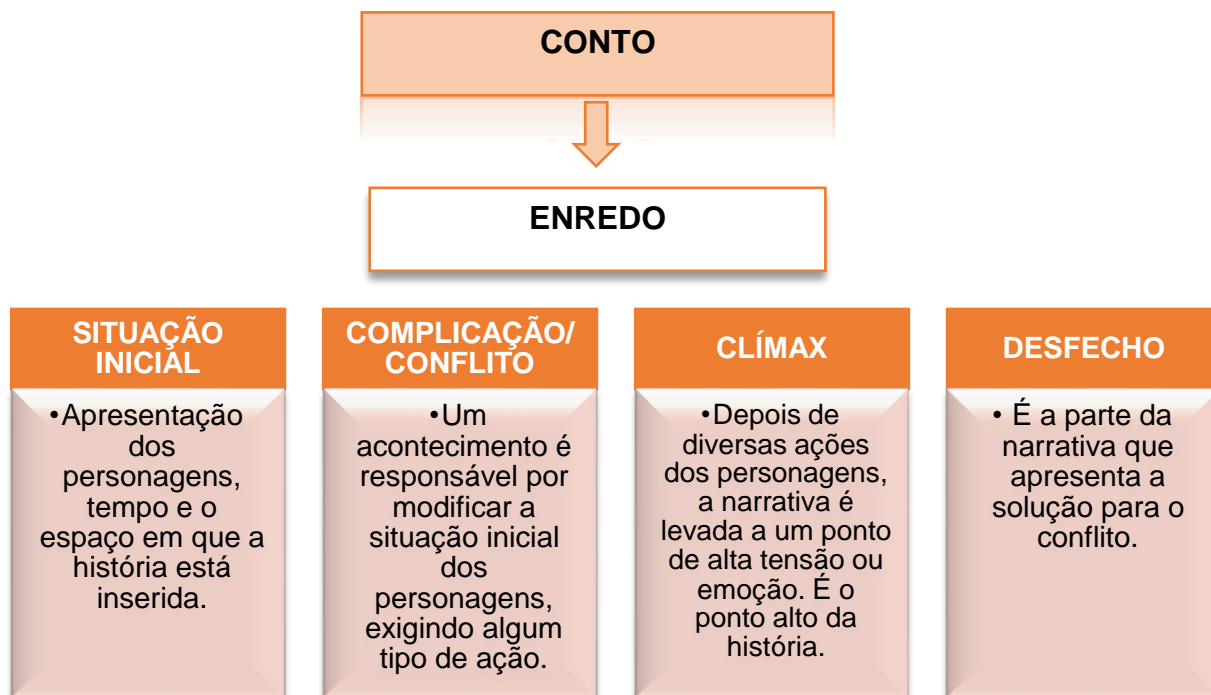 CONTO
ENREDO
SITUAÇÃO
INICIAL
•Apresentação
dos
personagens,
tempo e o
espaço em que a
história está
inserida.
COMPLICAÇÃO/
CONFLITO
•Um
acontecimento é
responsável por
modificar a
situação inicial
dos
personagens,
exigindo algum
tipo de ação.
CLÍMAX
•Depois de
diversas ações
dos personagens,
a narrativa é
levada a um ponto
de alta tensão ou
emoção. É o
ponto alto da
história.
DESFECHO
• É a parte da
narrativa que
apresenta a
solução para o
conflito.